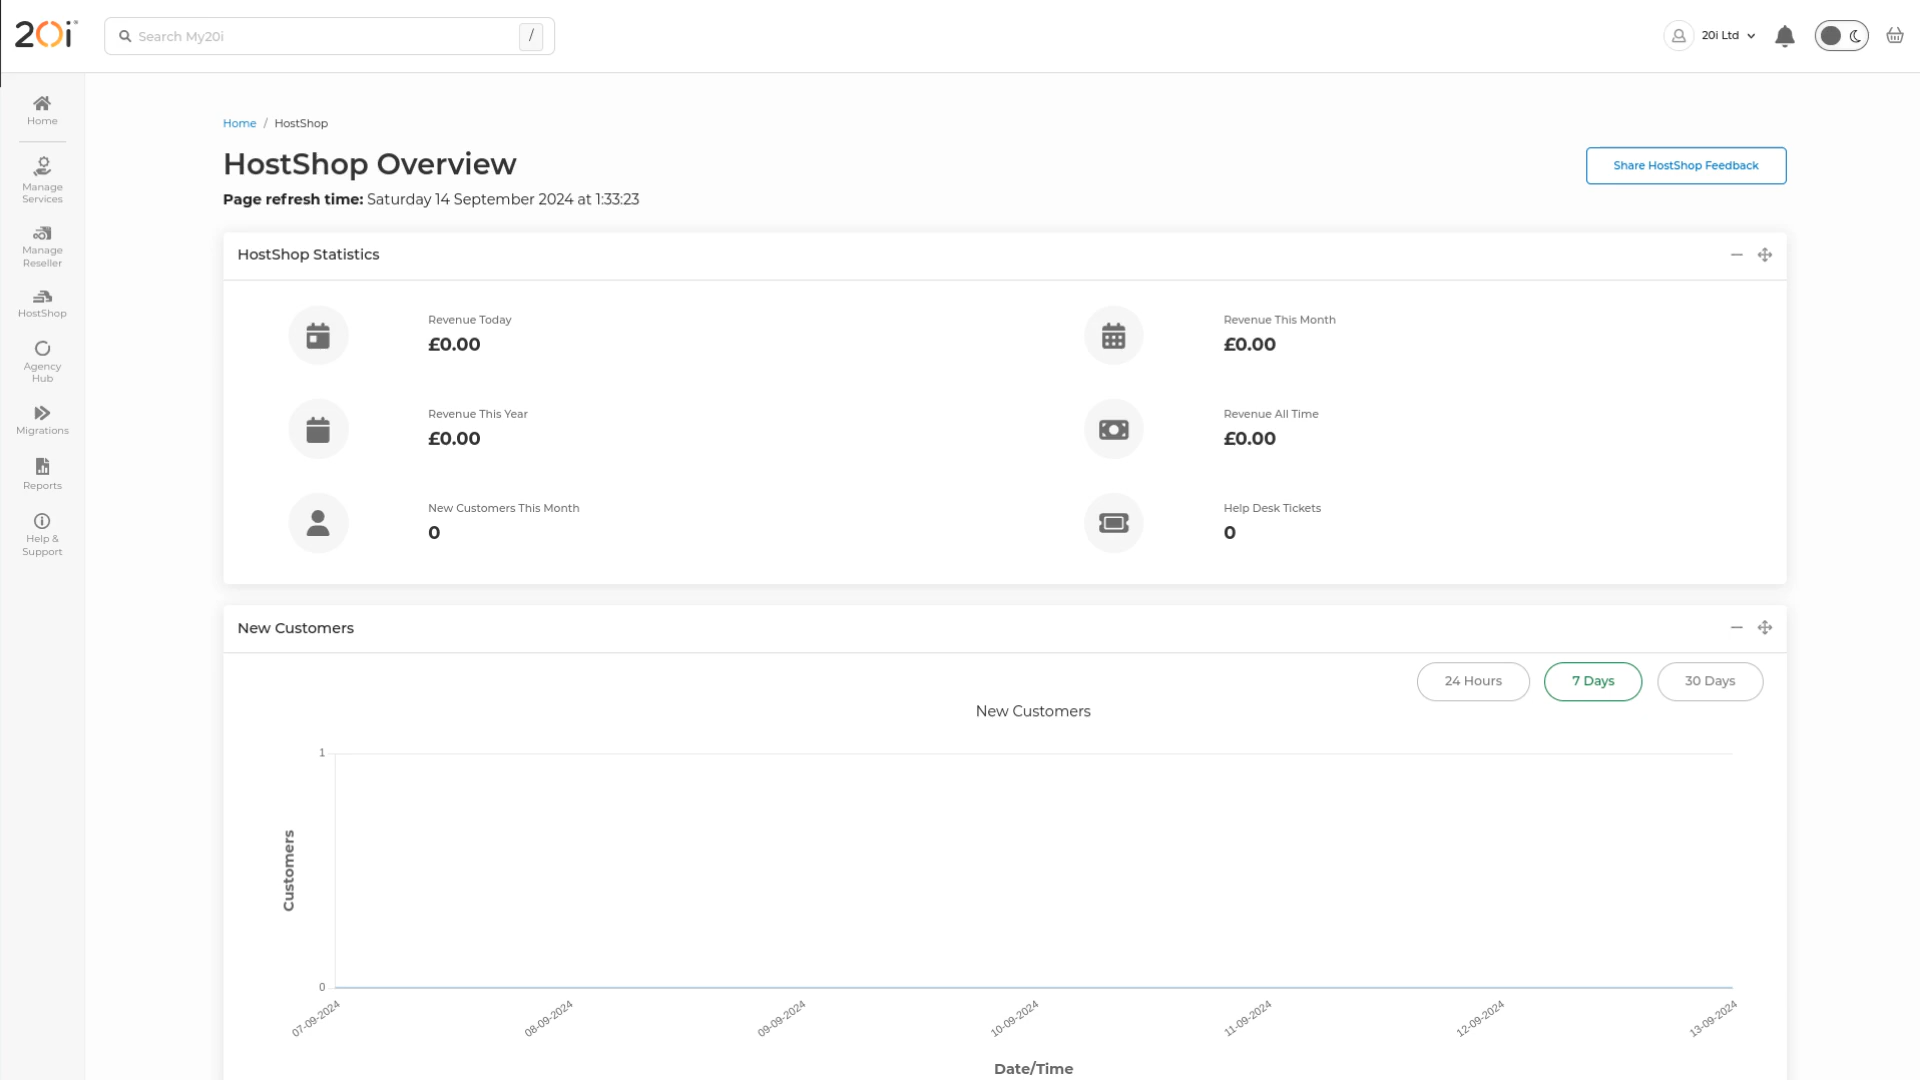 20i
Search My20i
/
20i Ltd
Home
Manage
Services
Manage
Reseller
HostShop
Agency
Hub
Migrations
Reports
Help &
Support
Home / HostShop
HostShop Overview
Page refresh time: Saturday 14 September 2024 at 1:33:23
Share HostShop Feedback
HostShop Statistics
Revenue Today
£0.00
Revenue This Month
£0.00
Revenue This Year
£0.00
Revenue All Time
£0.00
New Customers This Month
0
Help Desk Tickets
0
New Customers
24 Hours
7 Days
30 Days
New Customers
1
Customers
0
07-09-2024
08-09-2024
09-09-2024
10-09-2024
11-09-2024
12-09-2024
13-09-2024
Date/Time